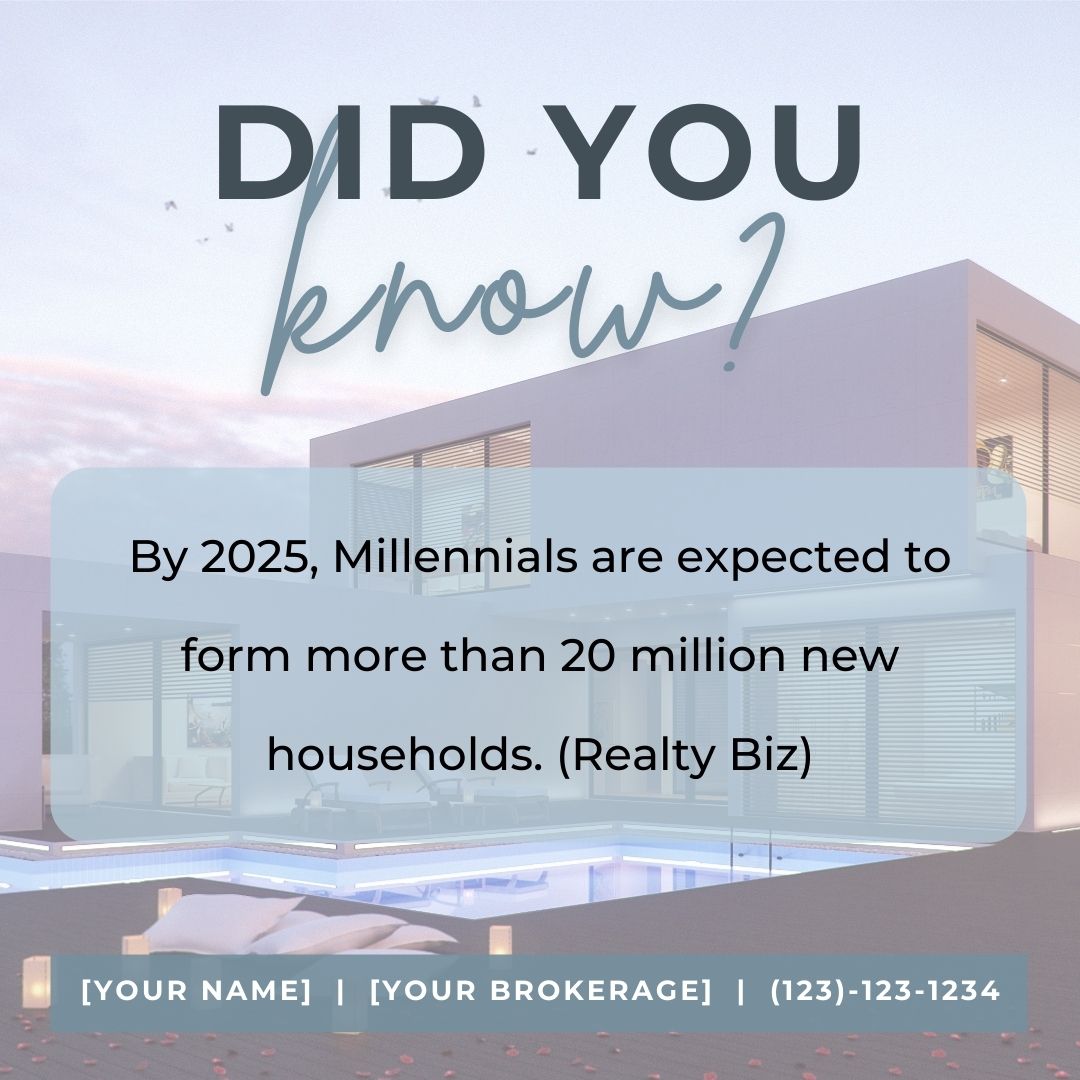 DID YOU
know?
By 2025, Millennials are expected to
form more than 20 million new
households. (Realty Biz)
[YOUR NAME] | [YOUR BROKERAGE] | (123)-123-1234